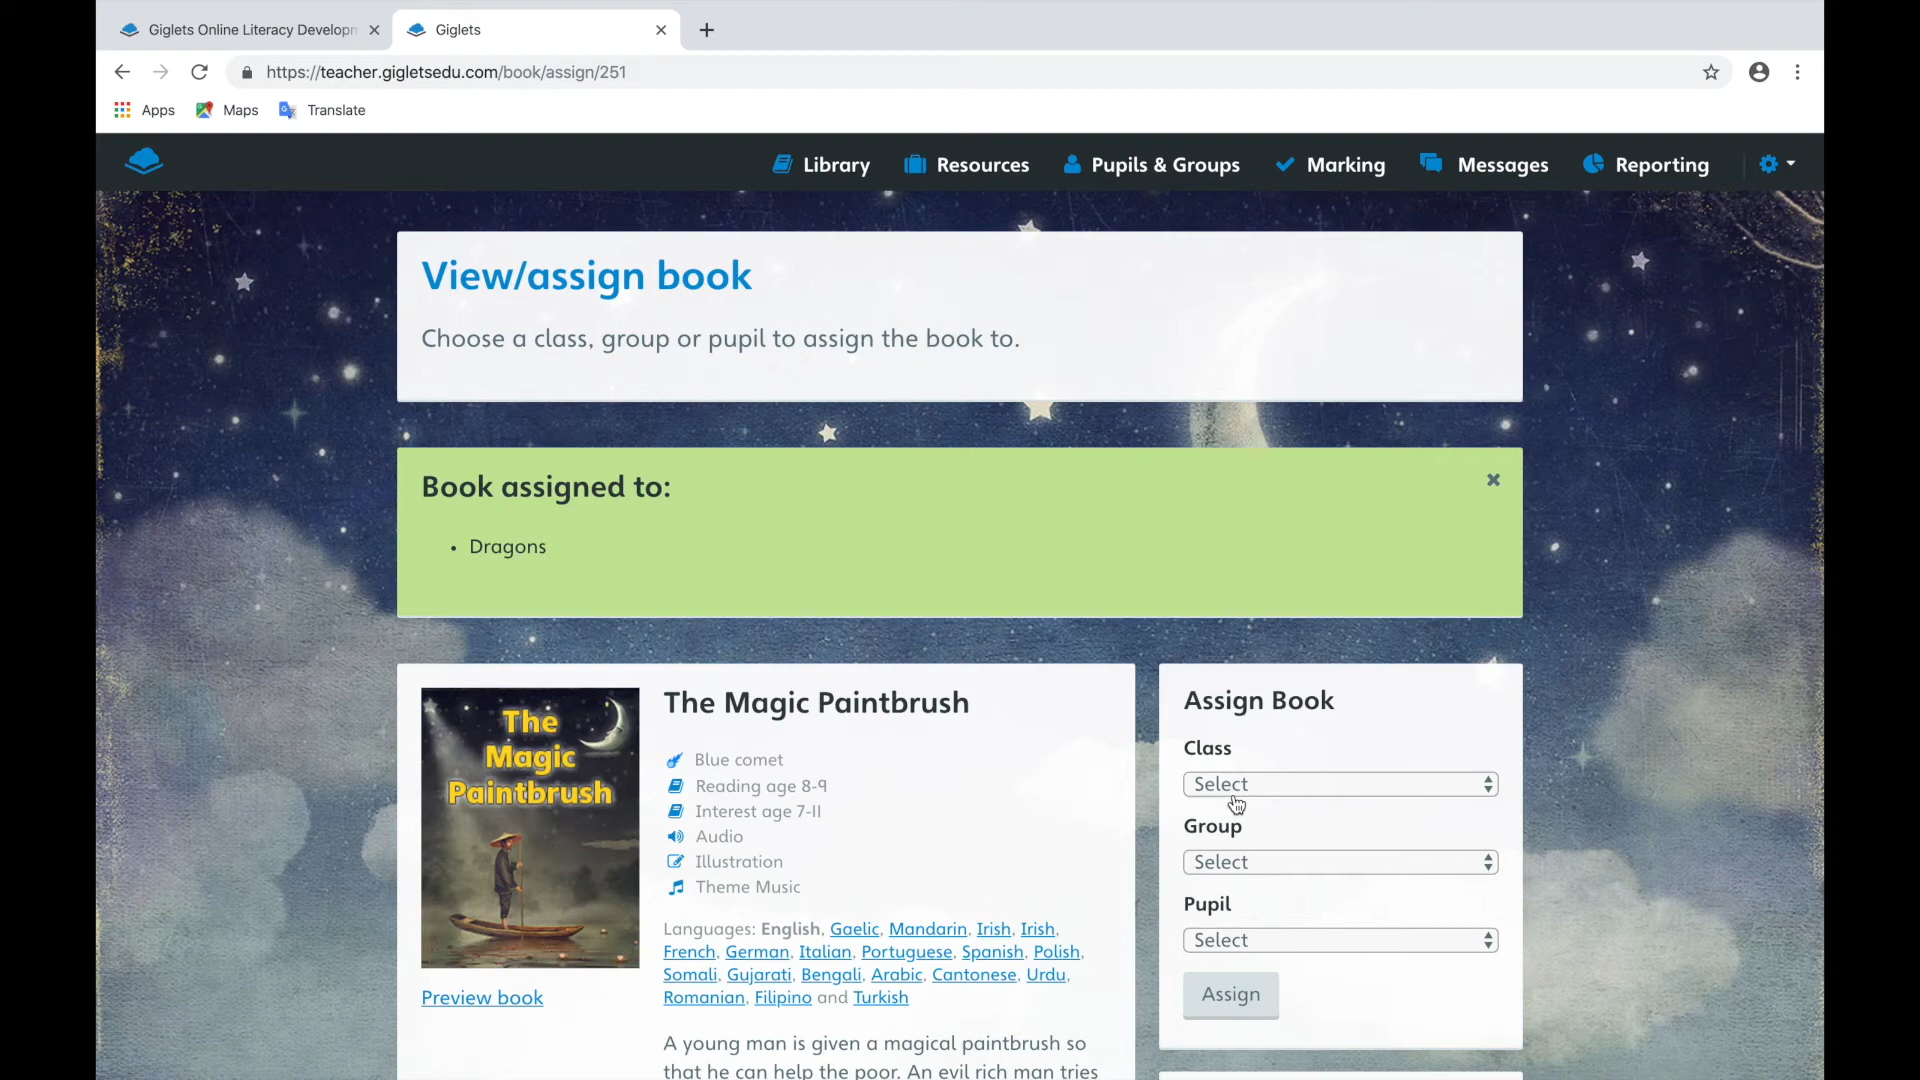 Giglets Online Literacy Developm
Giglets
https://teacher.gigletsedu.com/book/assign/251
Apps Maps Translate
Library Resources Pupils & Groups Marking Messages Reporting
View/assign book
Choose a class, group or pupil to assign the book to.
Book assigned to:
• Dragons
The
Magic
Paintbrush
Preview book
The Magic Paintbrush
Blue comet
Reading age 8-9
Interest age 7-11
Audio
Illustration
Theme Music
Languages: English, Gaelic, Mandarin, Irish, Irish,
French, German, Italian, Portuguese, Spanish, Polish,
Somali, Gujarati, Bengali, Arabic, Cantonese, Urdu,
Romanian, Filipino and Turkish
A young man is given a magical paintbrush so
that he can help the poor. An evil rich man tries
Assign Book
Class
Select
Group
Select
Pupil
Select
Assign